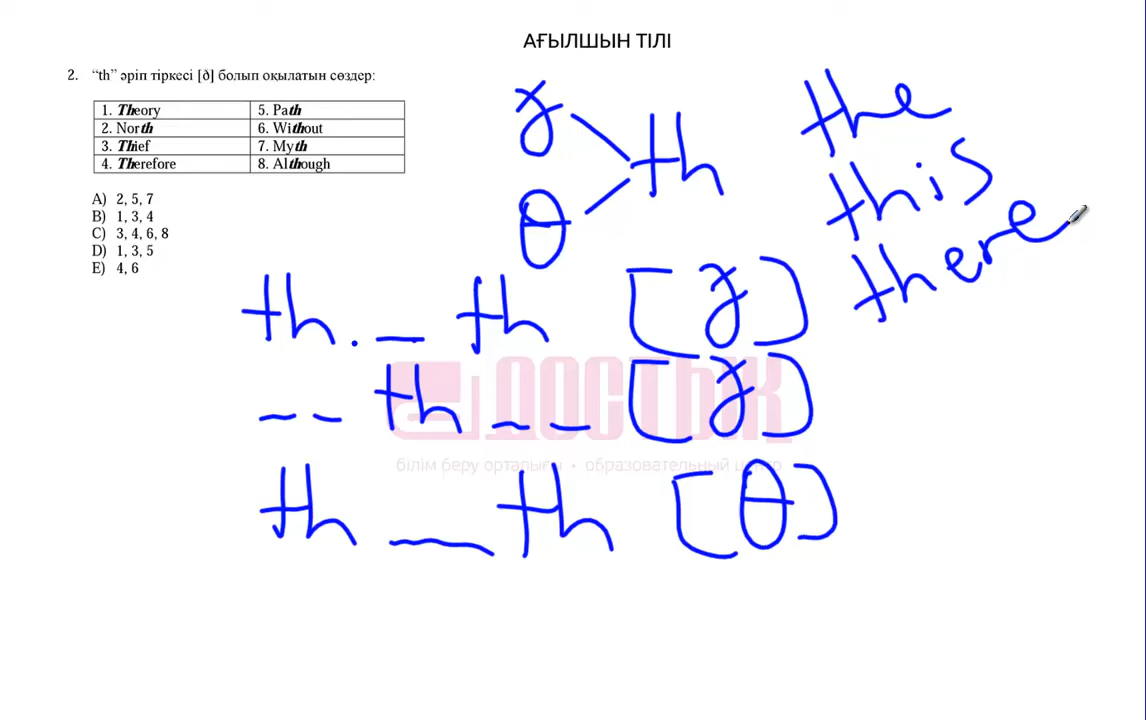 АҒЫЛШЫН ТІЛІ
2. “th” әріп тіркесі [ð] болып оқылатын сөздер:
1. Theory 5. Path
2. North 6. Without
3. Thief 7. Myth
4. Therefore 8. Although
A) 2, 5, 7
B) 1, 3, 4
C) 3, 4, 6, 8
D) 1, 3, 5
E) 4, 6
ð
th
θ
the
this
there
th. _ th [ð]
_ _ th _ _ [ð]
th _ th [θ]
ДОСТЫК
білім беру орталығы • образовательный центр